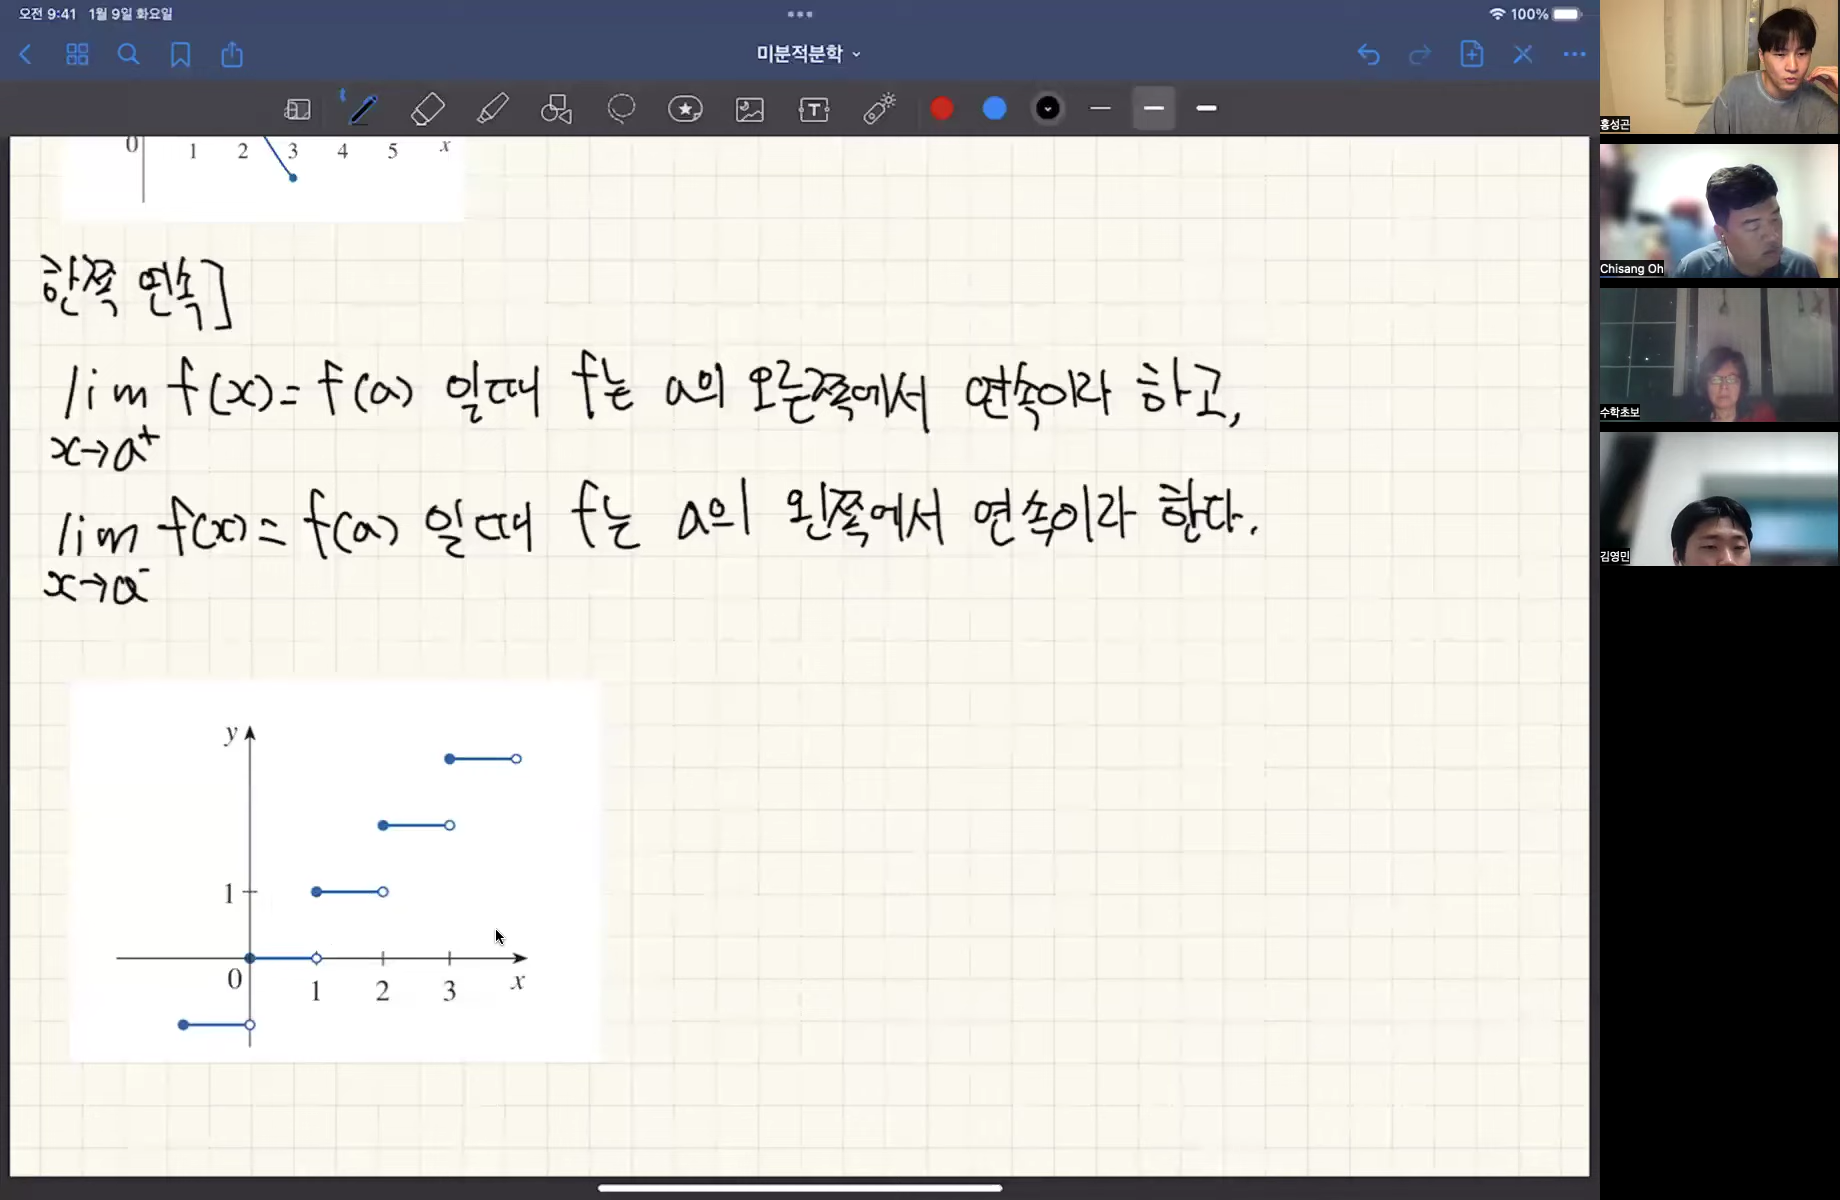 오전 9:41 1월 9일 화요일
100%
미분적분학
0 1 2 3 4 5 x
한쪽 연속]
lim f(x) = f(a) 일때 f는 a의 오른쪽에서 연속이라 하고,
x→a⁺
lim f(x) = f(a) 일때 f는 a의 왼쪽에서 연속이라 한다.
x→a⁻
y
1
0 1 2 3 x
홍성곤
Chisang Oh
수학초보
김영민